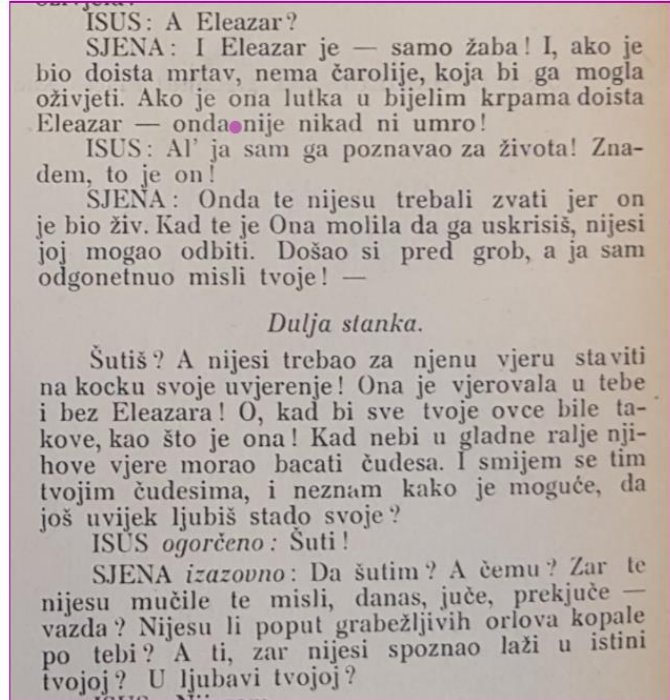 ISUS: A Eleazar?
SJENA: I Eleazar je — samo žaba! I, ako je
bio doista mrtav, nema čarolije, koja bi ga mogla
oživjeti. Ako je ona lutka u bijelim krpama doista
Eleazar — onda nije nikad ni umro!
ISUS: Al' ja sam ga poznavao za života! Zna-
dem, to je on!
SJENA: Onda te nijesu trebali zvati jer on
je bio živ. Kad te je Ona molila da ga uskrisiš, nijesi
joj mogao odbiti. Došao si pred grob, a ja sam
odgonetnuo misli tvoje! —
Dulja stanka.
Šutiš? A nijesi trebao za njenu vjeru staviti
na kocku svoje uvjerenje! Ona je vjerovala u tebe
i bez Eleazara! O, kad bi sve tvoje ovce bile ta-
kove, kao što je ona! Kad nebi u gladne ralje nji-
hove vjere morao bacati čudesa. I smijem se tim
tvojim čudesima, i neznam kako je moguće, da
još uvijek ljubiš stado svoje?
ISUS ogorčeno: Šuti!
SJENA izazovno: Da šutim? A čemu? Zar te
nijesu mučile te misli, danas, juče, prekjuče —
vazda? Nijesu li poput grabežljivih orlova kopale
po tebi? A ti, zar nijesi spoznao laži u istini
tvojoj? U ljubavi tvojoj?